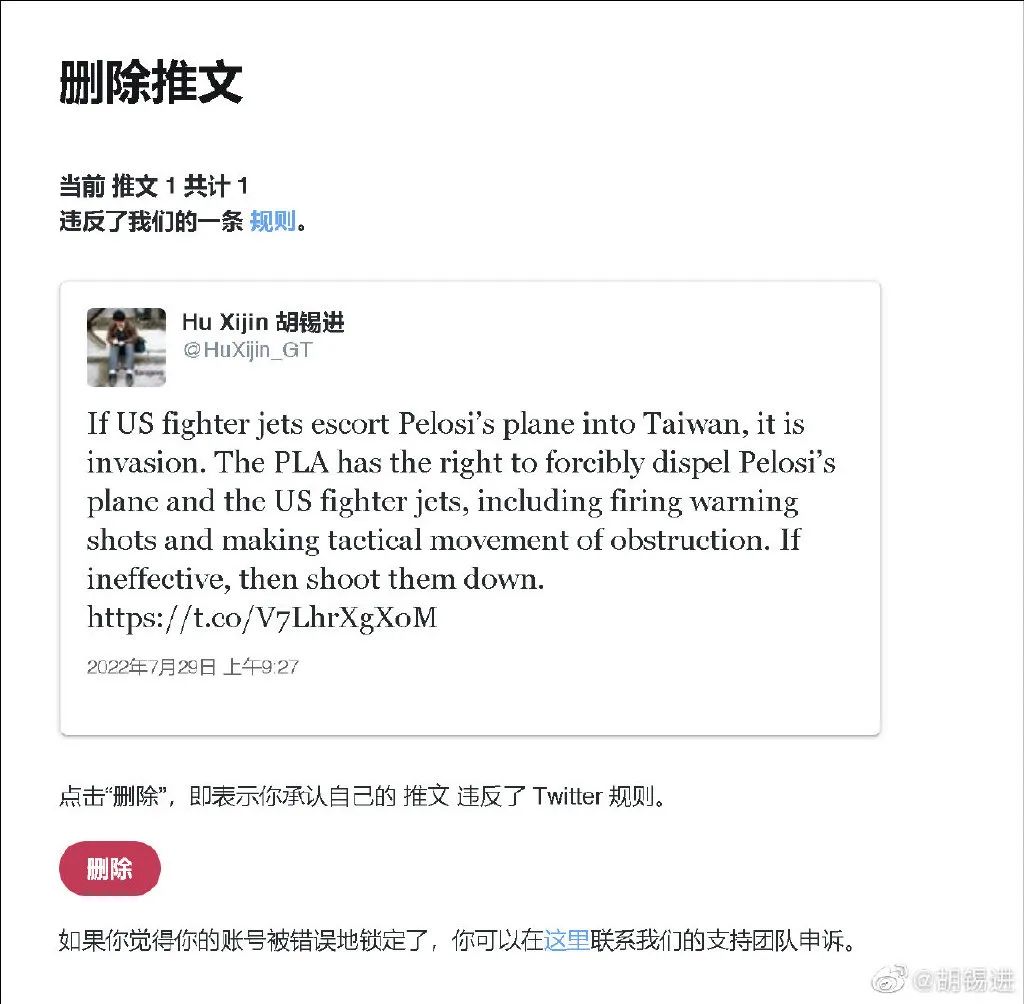 删除推文
当前 推文 1 共计 1
违反了我们的一条 规则。
Hu Xijin 胡锡进
@HuXijin_GT
If US fighter jets escort Pelosi’s plane into Taiwan, it is
invasion. The PLA has the right to forcibly dispel Pelosi’s
plane and the US fighter jets, including firing warning
shots and making tactical movement of obstruction. If
ineffective, then shoot them down.
https://t.co/V7LhrXgXoM
2022年7月29日 上午9:27
点击“删除”，即表示你承认自己的 推文 违反了 Twitter 规则。
删除
如果你觉得你的账号被错误地锁定了，你可以在这里联系我们的支持团队申诉。
@胡锡进